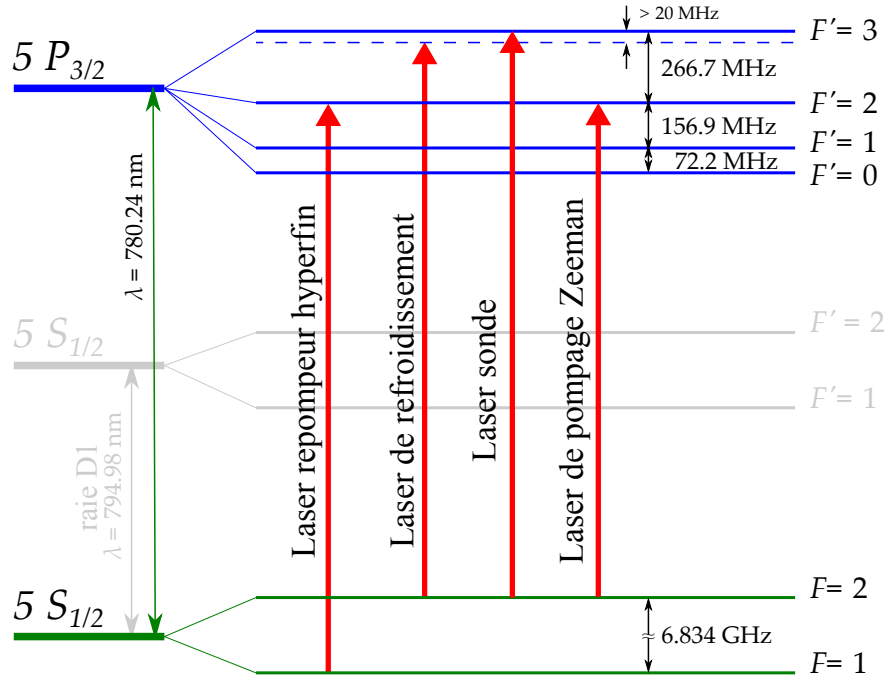 > 20 MHz
F′= 3
5 P3/2
266.7 MHz
F′= 2
156.9 MHz
F′= 1
72.2 MHz
F′= 0
λ = 780.24 nm
Laser repompeur hyperfin
Laser de refroidissement
Laser sonde
Laser de pompage Zeeman
5 S1/2
F′ = 2
F′= 1
raie D1
λ = 794.98 nm
5 S1/2
F= 2
≈ 6.834 GHz
F= 1